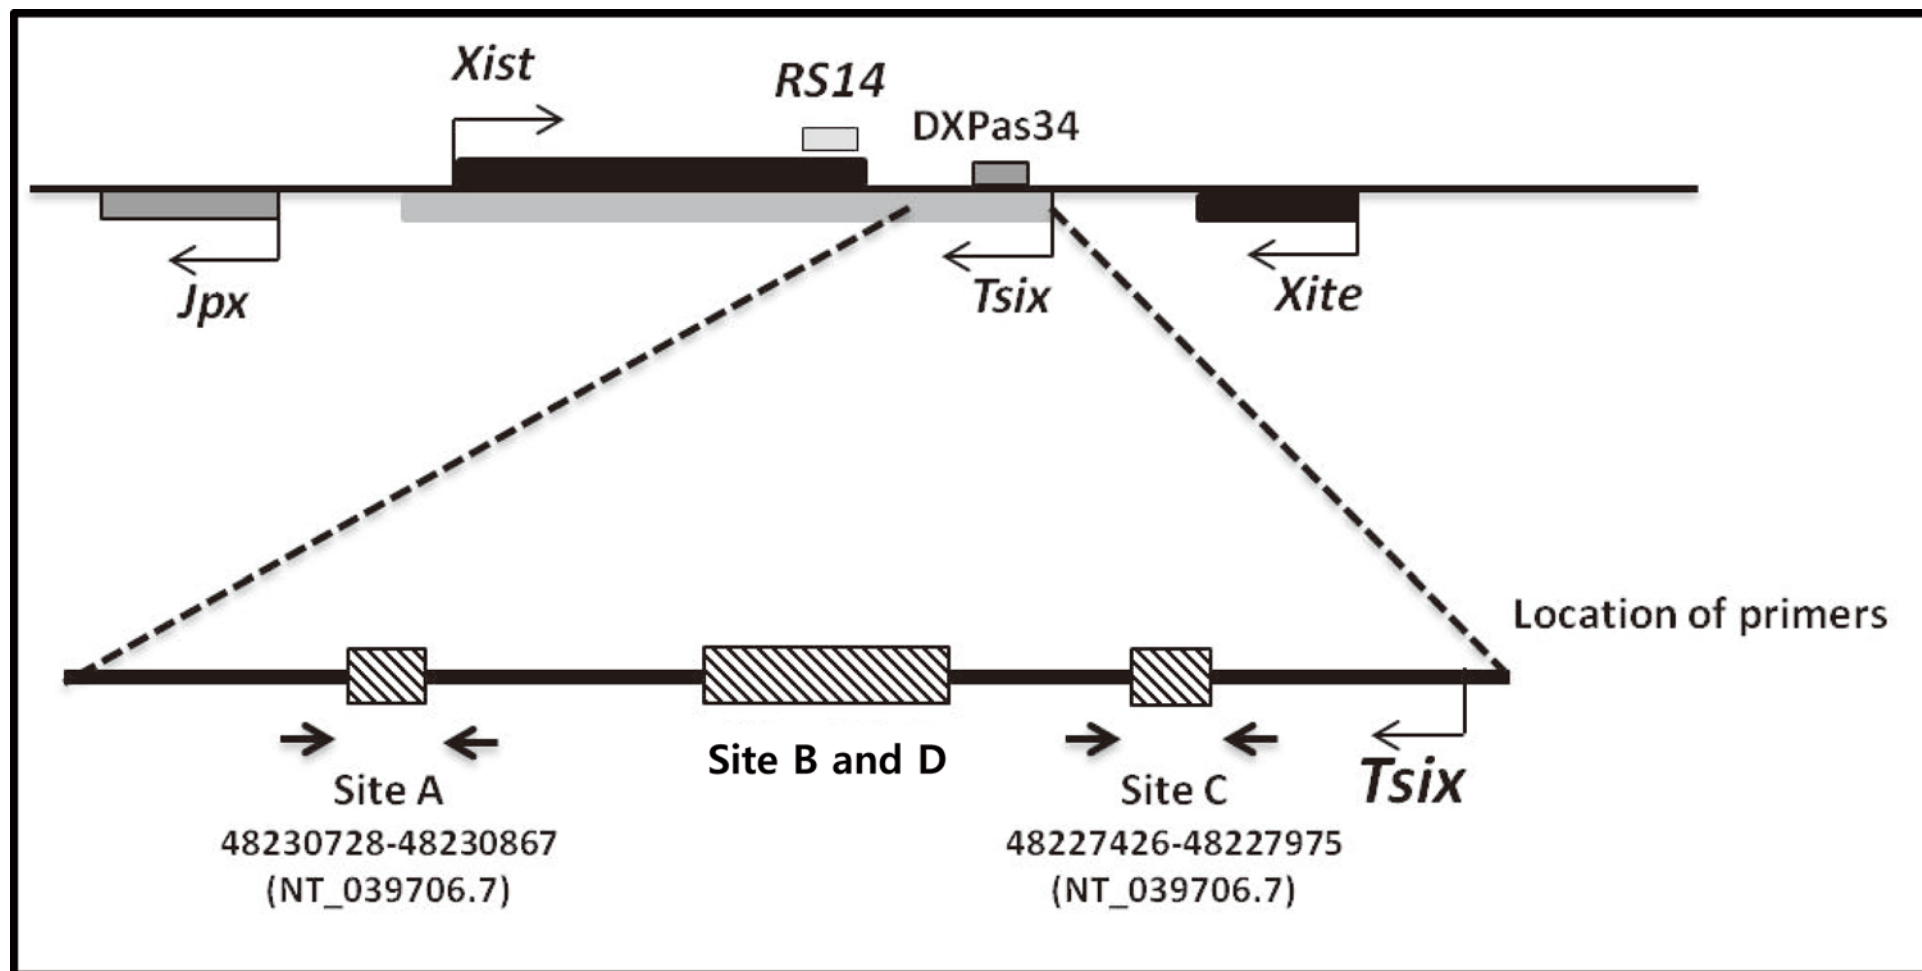 Xist
RS14
DXPas34
Jpx
Tsix
Xite
Location of primers
Site A
48230728-48230867
(NT_039706.7)
Site B and D
Site C
48227426-48227975
(NT_039706.7)
Tsix